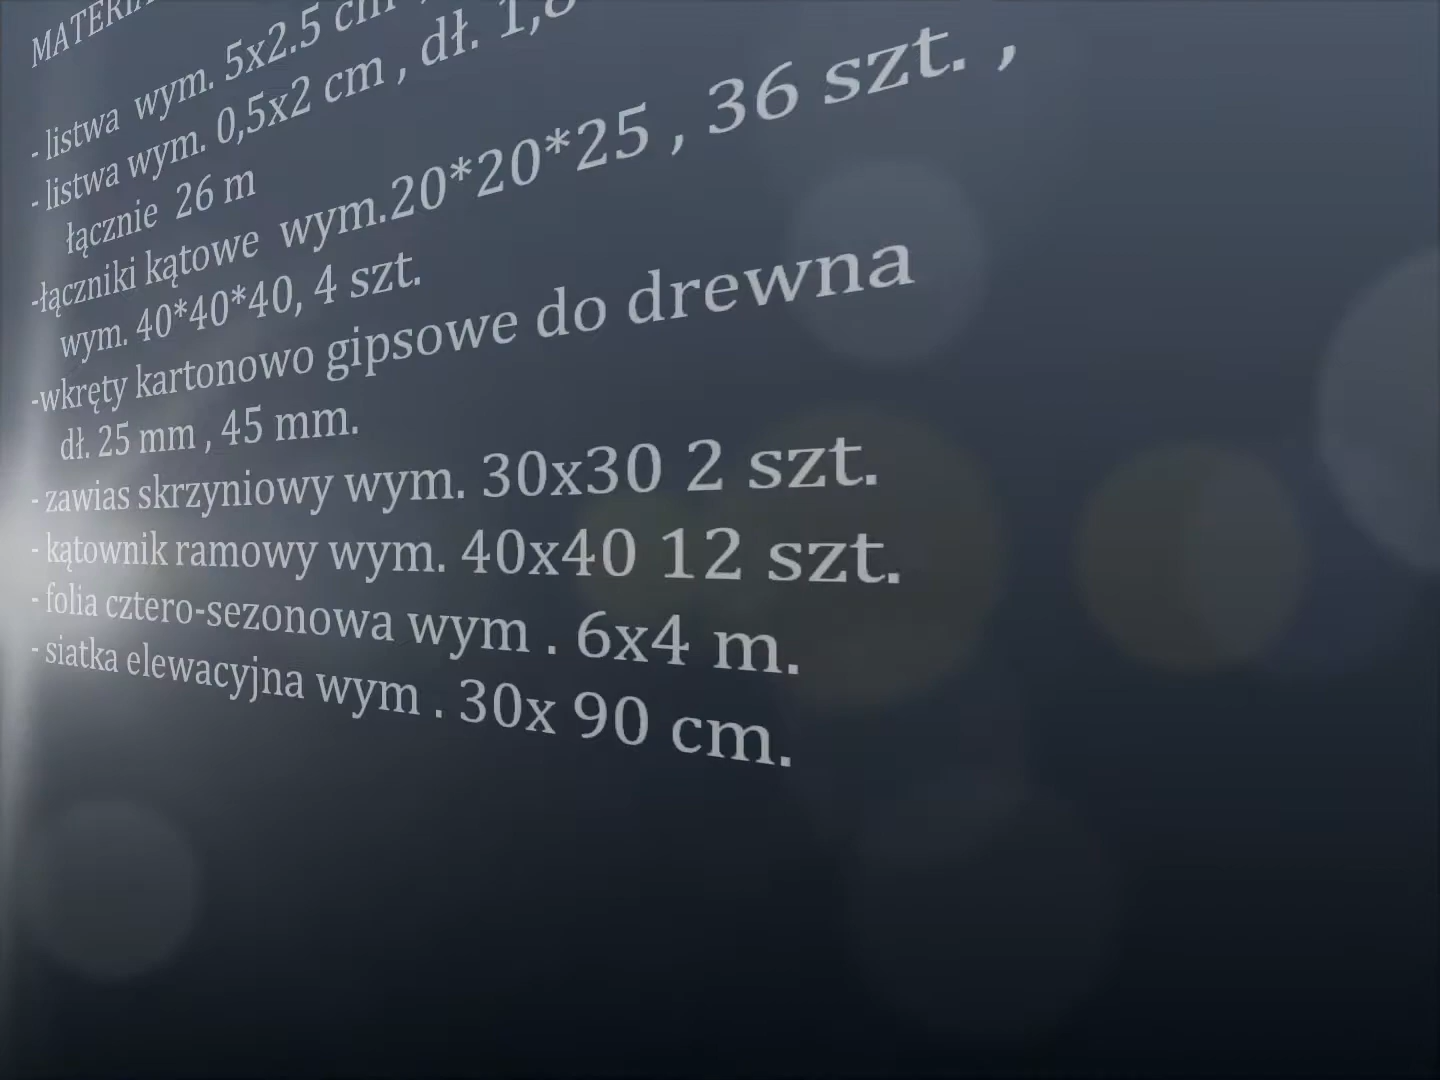 - listwa wym. 5x2.5 cm
- listwa wym. 0,5x2 cm , dł. 1,8
łącznie 26 m
-łączniki kątowe wym.20*20*25 , 36 szt. ,
wym. 40*40*40, 4 szt.
-wkręty kartonowo gipsowe do drewna
dł. 25 mm , 45 mm.
- zawias skrzyniowy wym. 30x30 2 szt.
- kątownik ramowy wym. 40x40 12 szt.
- folia cztero-sezonowa wym . 6x4 m.
- siatka elewacyjna wym . 30x 90 cm.